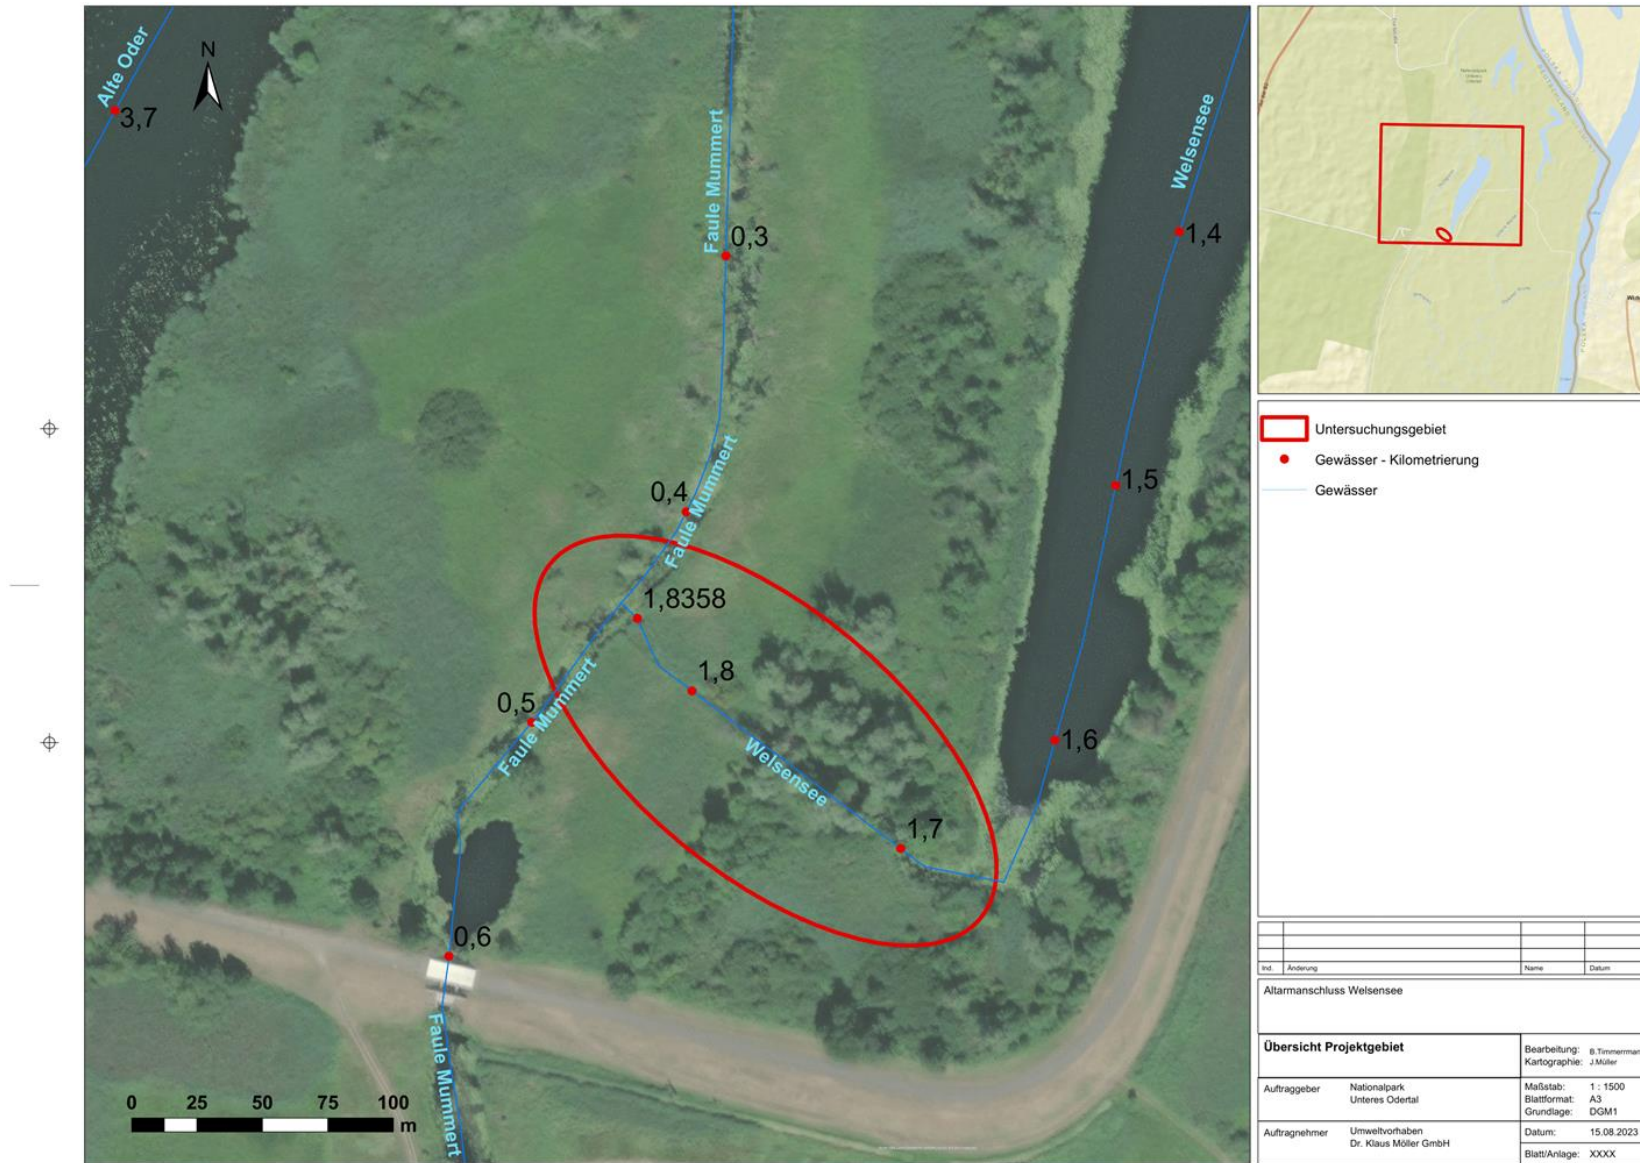 Alte Oder
N
3,7
Faule Mummert
0,3
Welsensee
1,4
0,4
Faule Mummert
1,5
1,8358
1,8
0,5
Faule Mummert
1,6
Welsensee
1,7
0,6
Faule Mummert
0 25 50 75 100
m
Untersuchungsgebiet
Gewässer - Kilometrierung
Gewässer
Ind. Änderung Name Datum
Altarmanschluss Welsensee
Übersicht Projektgebiet
Bearbeitung: B.Timmerman
Kartographie: J.Müller
Auftraggeber Nationalpark
Unteres Odertal
Maßstab: 1 : 1500
Blattformat: A3
Grundlage: DGM1
Auftragnehmer Umweltvorhaben
Dr. Klaus Möller GmbH
Datum: 15.08.2023
Blatt/Anlage: XXXX